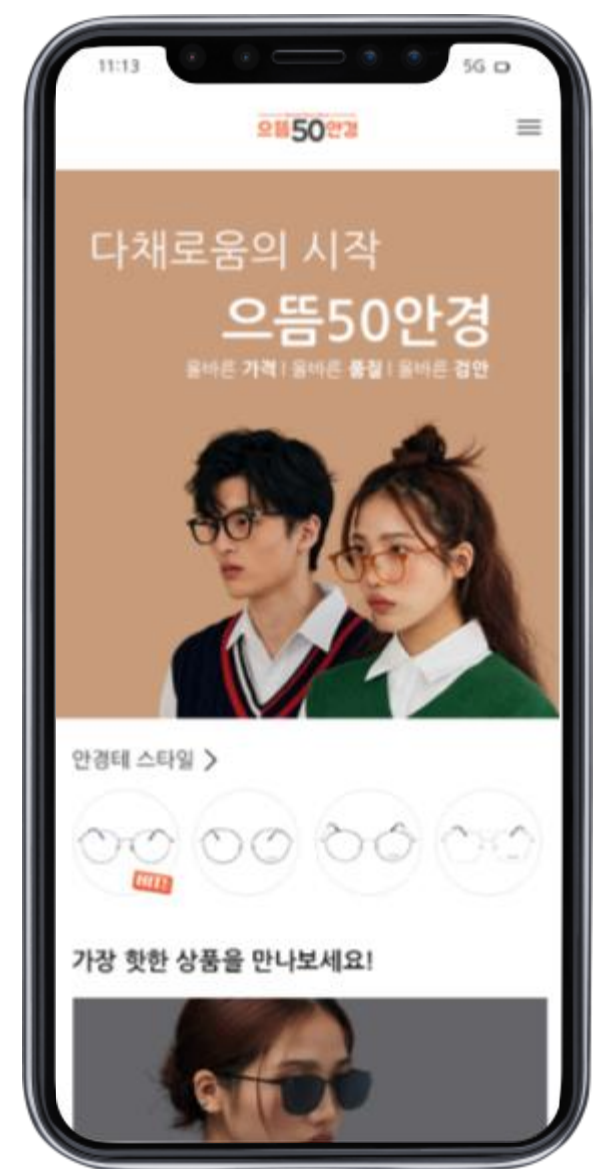 11:13
5G
으뜸50안경
다채로움의 시작
으뜸50안경
올바른 가격 | 올바른 품질 | 올바른 검안
안경테 스타일 >
HIT!
가장 핫한 상품을 만나보세요!